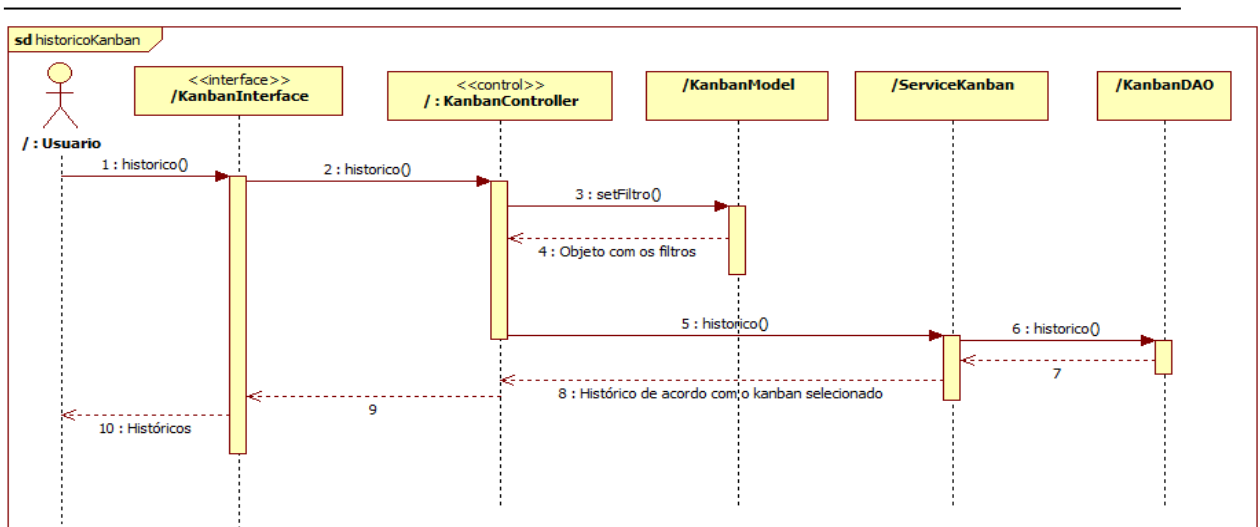 sd historicoKanban
/ : Usuario
<<interface>>
/KanbanInterface
<<control>>
/ : KanbanController
/KanbanModel
/ServiceKanban
/KanbanDAO
1 : historico()
2 : historico()
3 : setFiltro()
4 : Objeto com os filtros
5 : historico()
6 : historico()
7
8 : Histórico de acordo com o kanban selecionado
9
10 : Históricos